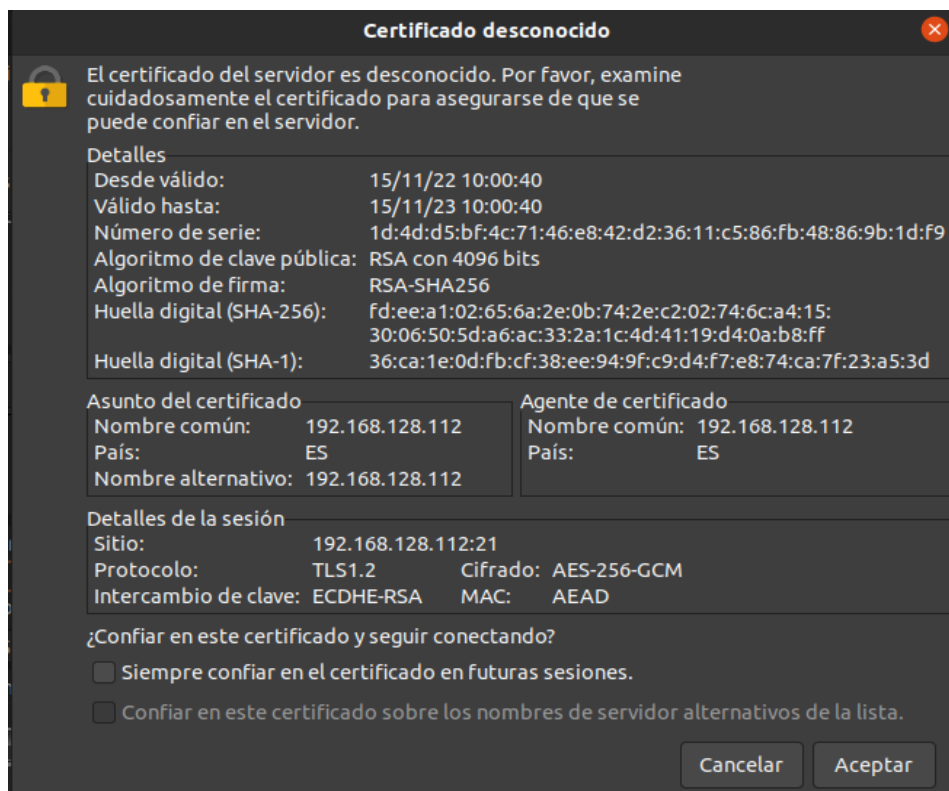 Certificado desconocido
El certificado del servidor es desconocido. Por favor, examine
cuidadosamente el certificado para asegurarse de que se
puede confiar en el servidor.
Detalles
Desde válido: 15/11/22 10:00:40
Válido hasta: 15/11/23 10:00:40
Número de serie: 1d:4d:d5:bf:4c:71:46:e8:42:d2:36:11:c5:86:fb:48:86:9b:1d:f9
Algoritmo de clave pública: RSA con 4096 bits
Algoritmo de firma: RSA-SHA256
Huella digital (SHA-256): fd:ee:a1:02:65:6a:2e:0b:74:2e:c2:02:74:6c:a4:15:
30:06:50:5d:a6:ac:33:2a:1c:4d:41:19:d4:0a:b8:ff
Huella digital (SHA-1): 36:ca:1e:0d:fb:cf:38:ee:94:9f:c9:d4:f7:e8:74:ca:7f:23:a5:3d
Asunto del certificado
Nombre común: 192.168.128.112
País: ES
Nombre alternativo: 192.168.128.112
Agente de certificado
Nombre común: 192.168.128.112
País: ES
Detalles de la sesión
Sitio: 192.168.128.112:21
Protocolo: TLS1.2 Cifrado: AES-256-GCM
Intercambio de clave: ECDHE-RSA MAC: AEAD
¿Confiar en este certificado y seguir conectando?
Siempre confiar en el certificado en futuras sesiones.
Confiar en este certificado sobre los nombres de servidor alternativos de la lista.
Cancelar Aceptar